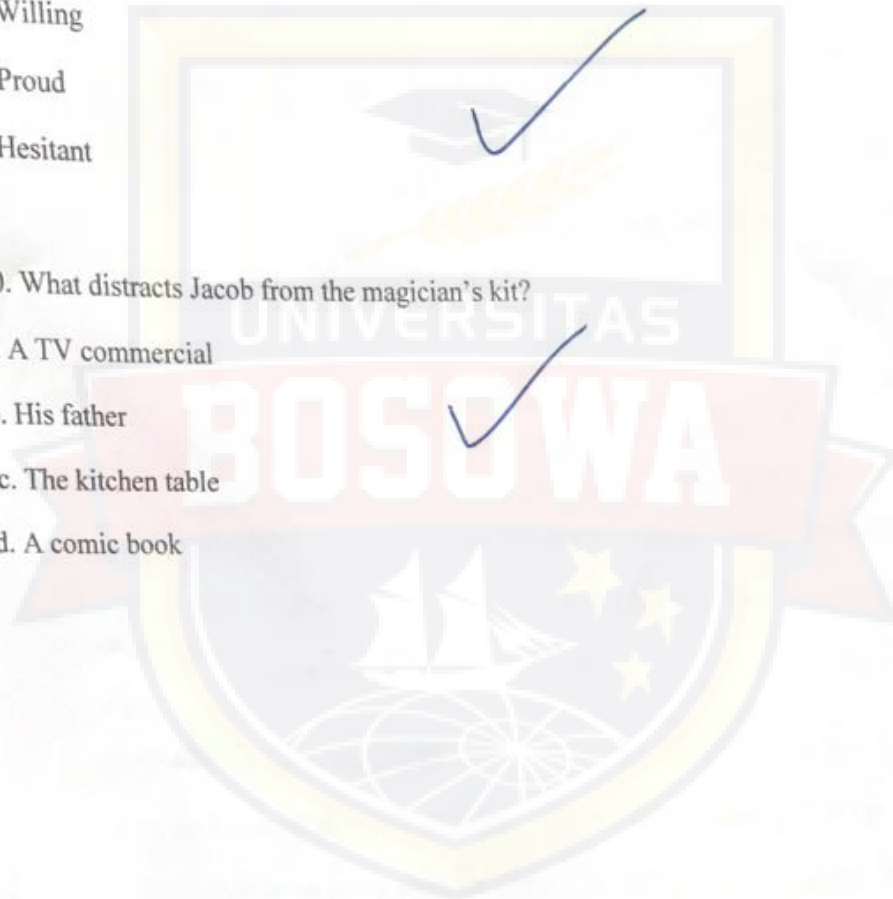 Willing
Proud
Hesitant
). What distracts Jacob from the magician's kit?
A TV commercial
. His father
c. The kitchen table
d. A comic book
UNIVERSITAS
BOSOWA